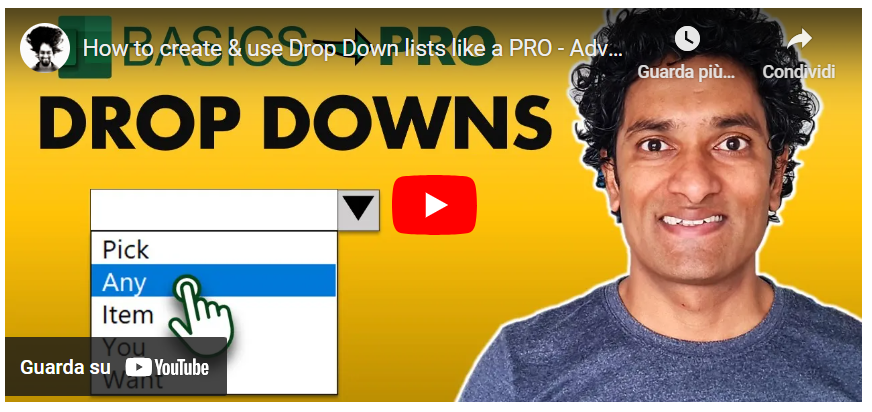 BASICS → PRO
How to create & use Drop Down lists like a PRO - Adv...
Guarda più...
Condividi
DROP DOWNS
Pick
Any
Item
You
Want
Guarda su YouTube